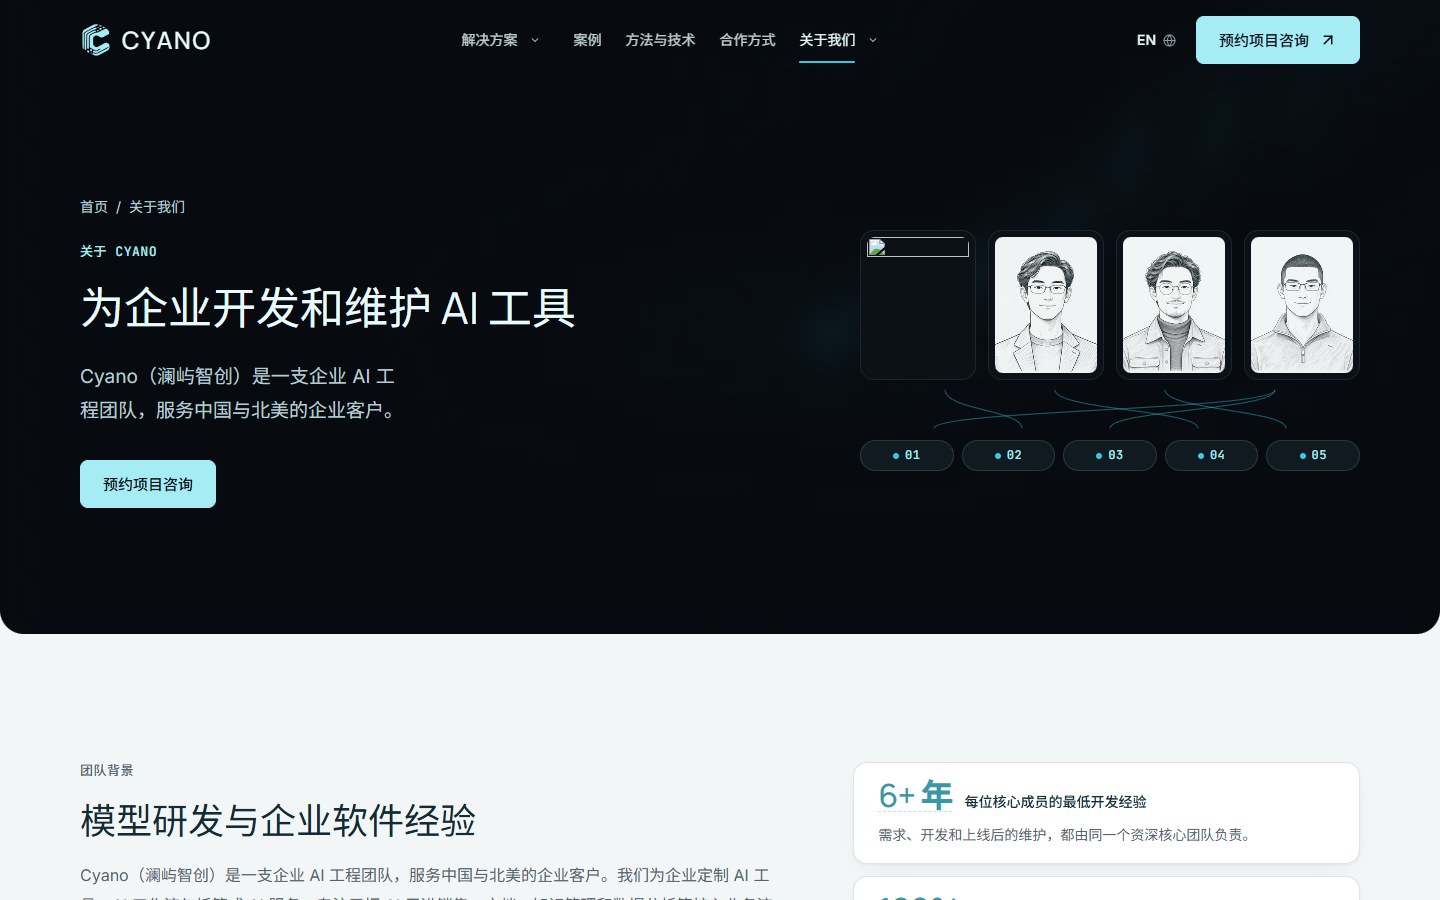 CYANO
解决方案
案例
方法与技术
合作方式
关于我们
EN
预约项目咨询
首页 / 关于我们
关于 CYANO
为企业开发和维护 AI 工具
Cyano（澜屿智创）是一支企业 AI 工
程团队，服务中国与北美的企业客户。
预约项目咨询
01
02
03
04
05
团队背景
模型研发与企业软件经验
Cyano（澜屿智创）是一支企业 AI 工程团队，服务中国与北美的企业客户。我们为企业定制 AI 工
6+ 年 每位核心成员的最低开发经验
需求、开发和上线后的维护，都由同一个资深核心团队负责。